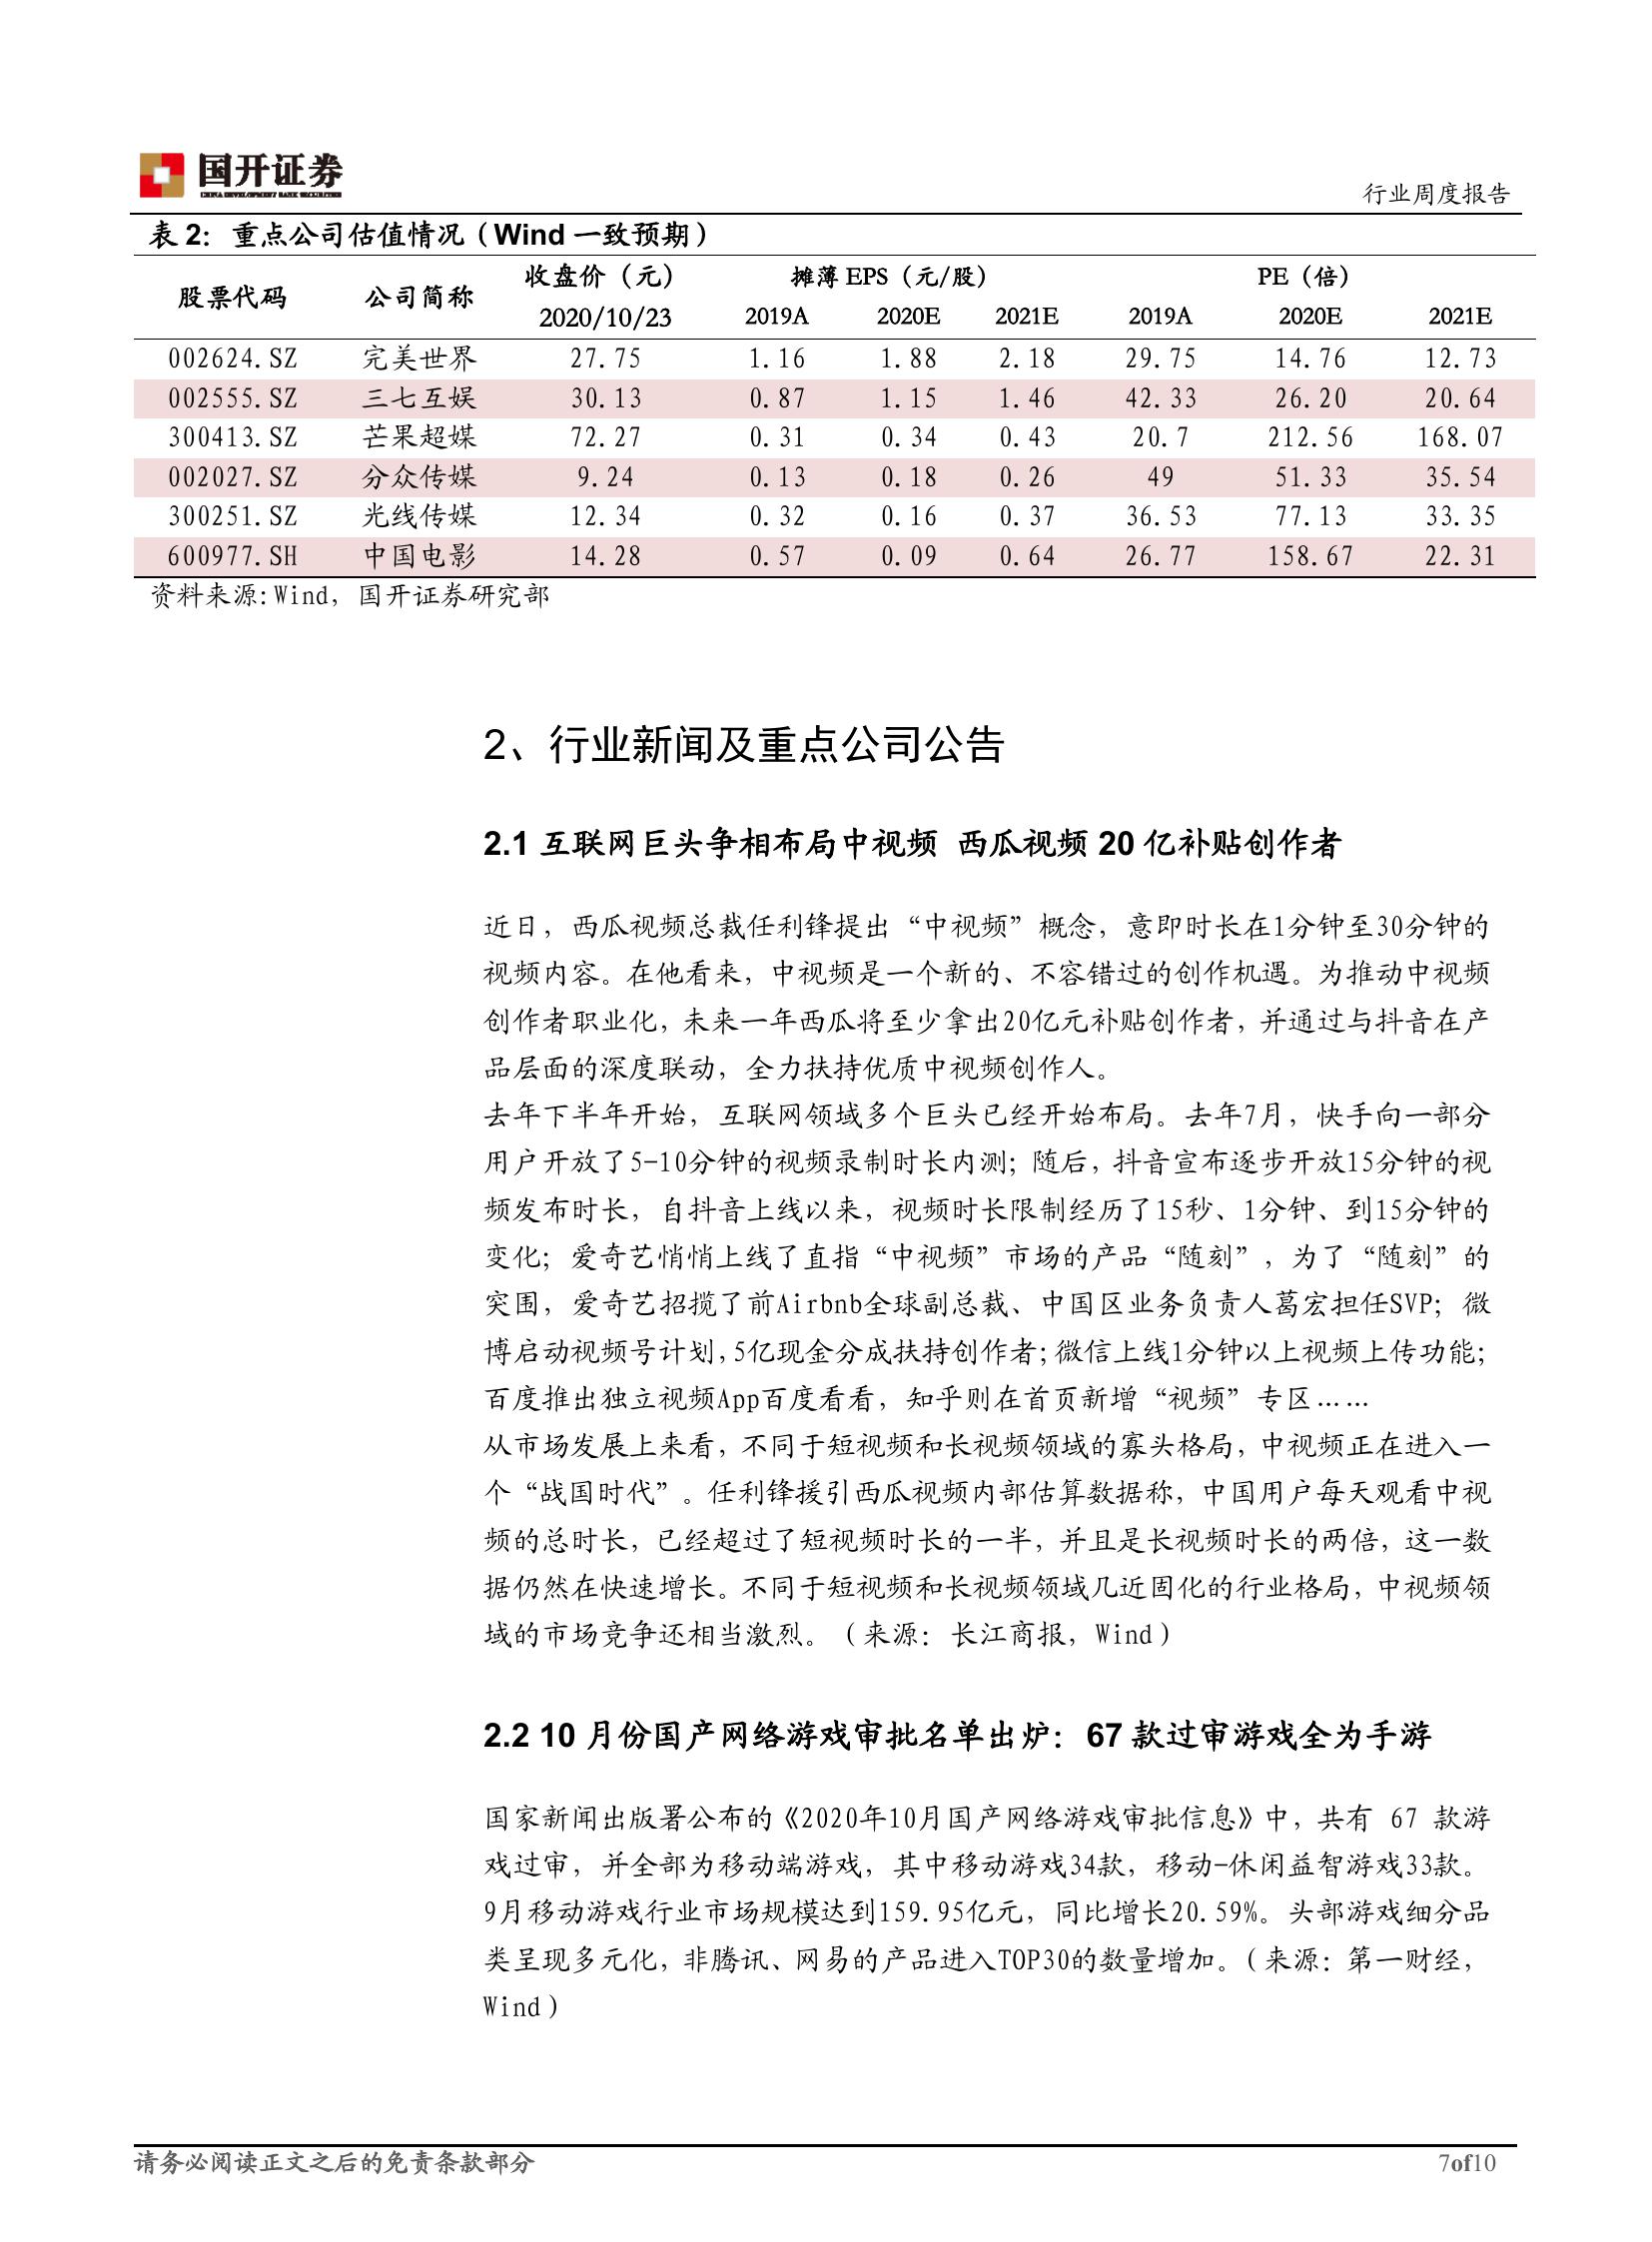 国开证券
CHINA DEVELOPMENT BANK SECURITIES
行业周度报告
表 2：重点公司估值情况（Wind 一致预期）
股票代码 公司简称 收盘价（元） 摊薄 EPS（元/股） PE（倍）
2020/10/23 2019A 2020E 2021E 2019A 2020E 2021E
002624.SZ 完美世界 27.75 1.16 1.88 2.18 29.75 14.76 12.73
002555.SZ 三七互娱 30.13 0.87 1.15 1.46 42.33 26.20 20.64
300413.SZ 芒果超媒 72.27 0.31 0.34 0.43 20.7 212.56 168.07
002027.SZ 分众传媒 9.24 0.13 0.18 0.26 49 51.33 35.54
300251.SZ 光线传媒 12.34 0.32 0.16 0.37 36.53 77.13 33.35
600977.SH 中国电影 14.28 0.57 0.09 0.64 26.77 158.67 22.31
资料来源:Wind，国开证券研究部
2、行业新闻及重点公司公告
2.1 互联网巨头争相布局中视频 西瓜视频 20 亿补贴创作者
近日，西瓜视频总裁任利锋提出“中视频”概念，意即时长在1分钟至30分钟的
视频内容。在他看来，中视频是一个新的、不容错过的创作机遇。为推动中视频
创作者职业化，未来一年西瓜将至少拿出20亿元补贴创作者，并通过与抖音在产
品层面的深度联动，全力扶持优质中视频创作人。
去年下半年开始，互联网领域多个巨头已经开始布局。去年7月，快手向一部分
用户开放了5-10分钟的视频录制时长内测；随后，抖音宣布逐步开放15分钟的视
频发布时长，自抖音上线以来，视频时长限制经历了15秒、1分钟、到15分钟的
变化；爱奇艺悄悄上线了直指“中视频”市场的产品“随刻”，为了“随刻”的
突围，爱奇艺招揽了前Airbnb全球副总裁、中国区业务负责人葛宏担任SVP；微
博启动视频号计划，5亿现金分成扶持创作者；微信上线1分钟以上视频上传功能；
百度推出独立视频App百度看看，知乎则在首页新增“视频”专区……
从市场发展上来看，不同于短视频和长视频领域的寡头格局，中视频正在进入一
个“战国时代”。任利锋援引西瓜视频内部估算数据称，中国用户每天观看中视
频的总时长，已经超过了短视频时长的一半，并且是长视频时长的两倍，这一数
据仍然在快速增长。不同于短视频和长视频领域几近固化的行业格局，中视频领
域的市场竞争还相当激烈。（来源：长江商报，Wind）
2.2 10 月份国产网络游戏审批名单出炉：67 款过审游戏全为手游
国家新闻出版署公布的《2020年10月国产网络游戏审批信息》中，共有 67 款游
戏过审，并全部为移动端游戏，其中移动游戏34款，移动-休闲益智游戏33款。
9月移动游戏行业市场规模达到159.95亿元，同比增长20.59%。头部游戏细分品
类呈现多元化，非腾讯、网易的产品进入TOP30的数量增加。（来源：第一财经，
Wind）
请务必阅读正文之后的免责条款部分
7of10